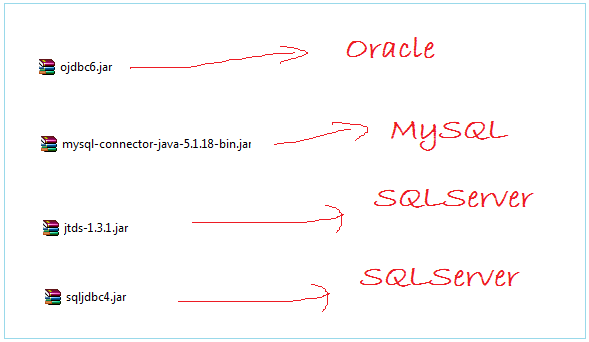 ojdbc6.jar Oracle
mysql-connector-java-5.1.18-bin.jar MySQL
jtds-1.3.1.jar SQLServer
sqljdbc4.jar SQLServer